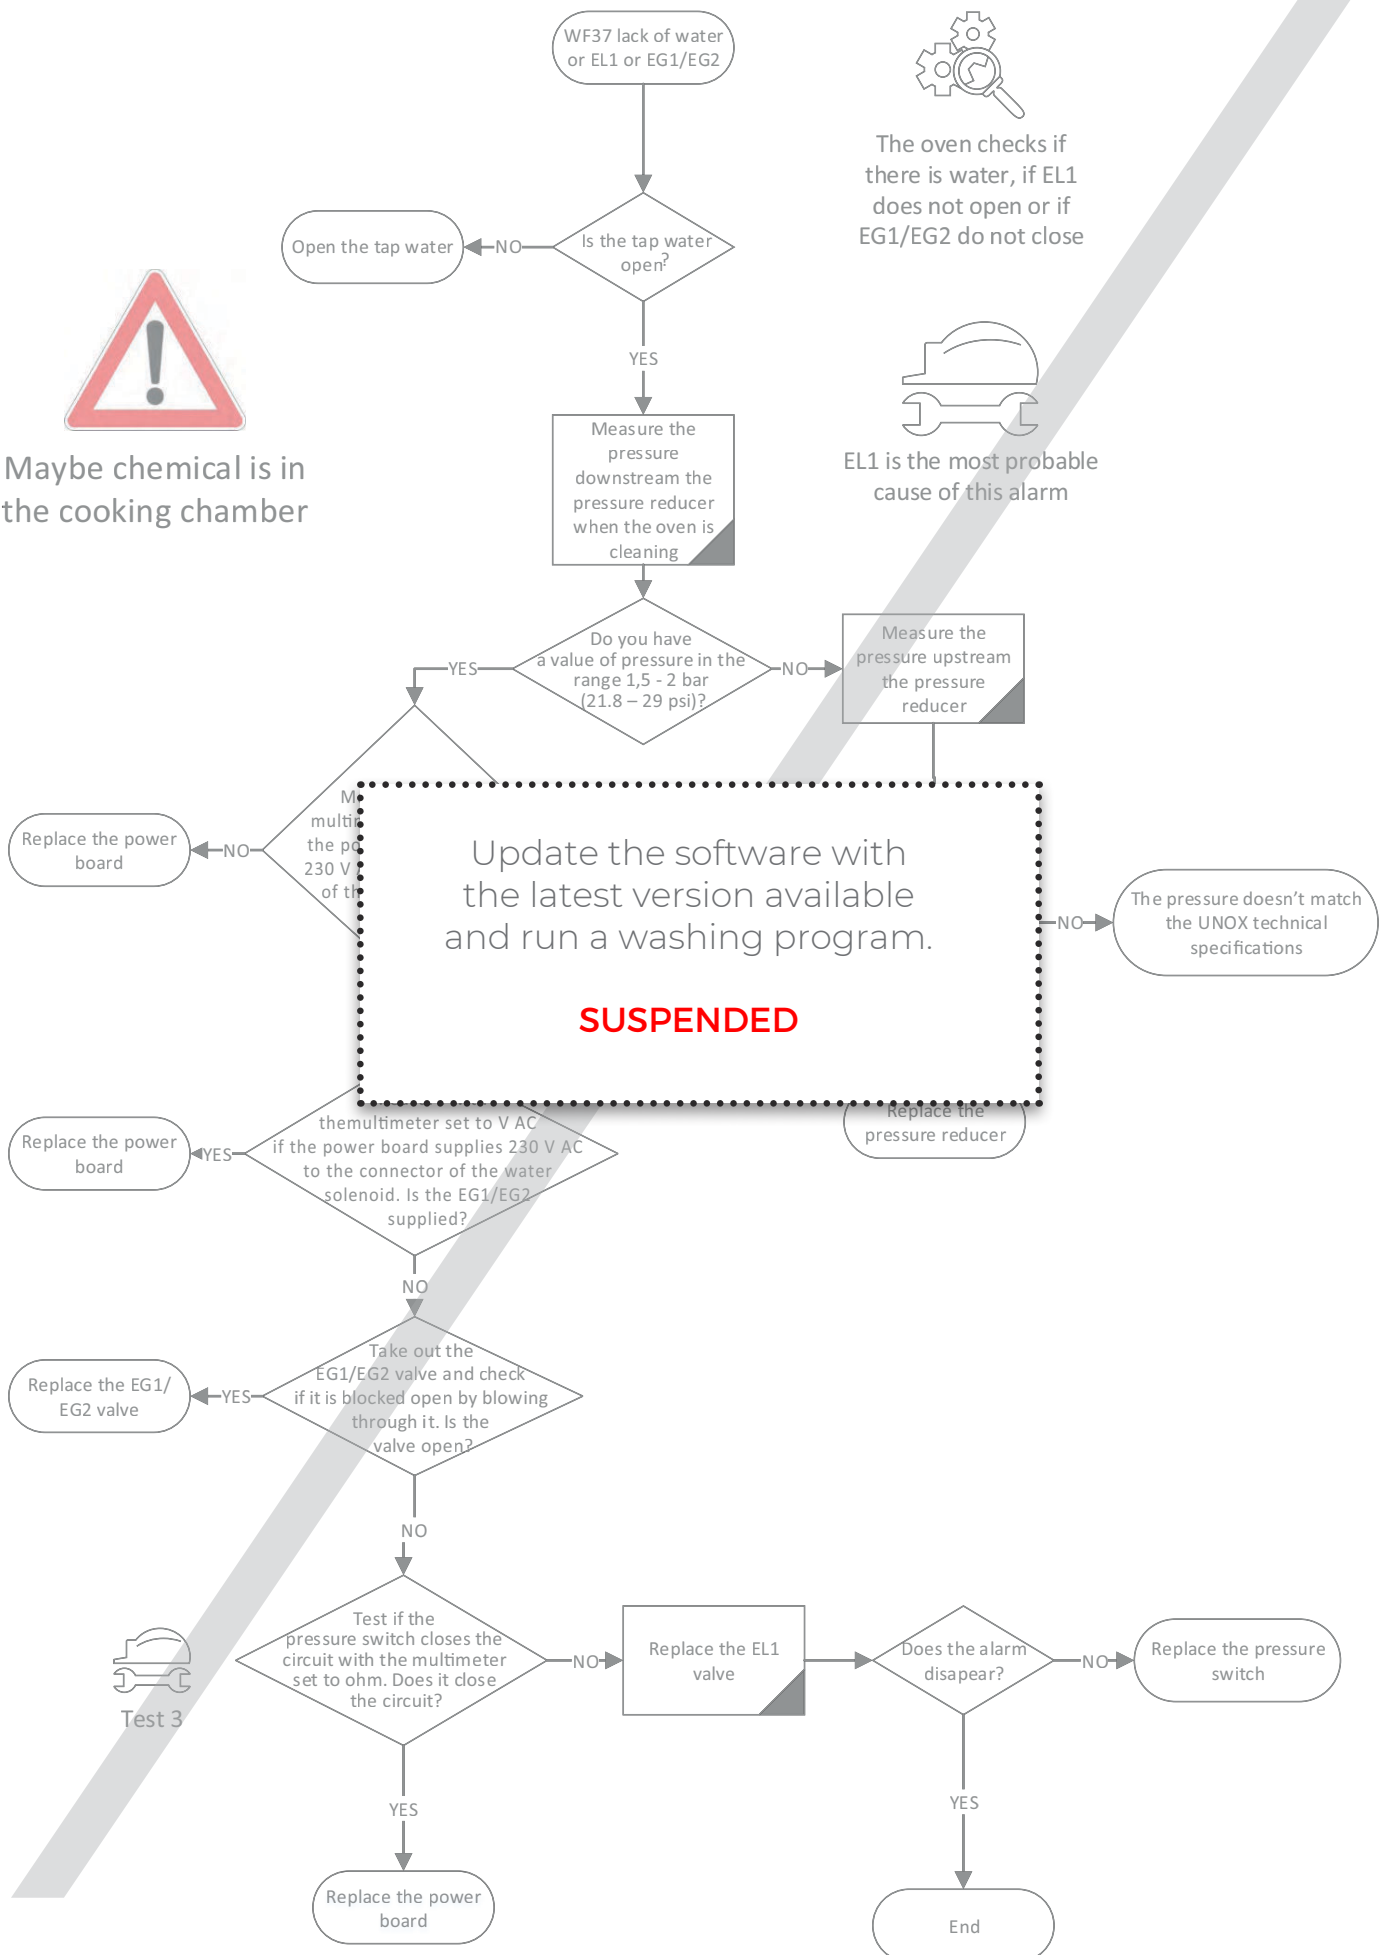 WF37 lack of water
or EL1 or EG1/EG2
The oven checks if
there is water, if EL1
does not open or if
EG1/EG2 do not close
Open the tap water
NO
Is the tap water
open?
YES
Maybe chemical is in
the cooking chamber
Measure the
pressure
downstream the
pressure reducer
when the oven is
cleaning
EL1 is the most probable
cause of this alarm
Do you have
a value of pressure in the
range 1,5 - 2 bar
(21.8 – 29 psi)?
YES
NO
Measure the
pressure upstream
the pressure
reducer
Replace the power
board
NO
the
230 V
of
Update the software with
the latest version available
and run a washing program.
SUSPENDED
NO
The pressure doesn't match
the UNOX technical
specifications
Replace the
pressure reducer
Replace the power
board
YES
themultimeter set to V AC
if the power board supplies 230 V AC
to the connector of the water
solenoid. Is the EG1/EG2
supplied?
NO
Replace the EG1/
EG2 valve
YES
Take out the
EG1/EG2 valve and check
if it is blocked open by blowing
through it. Is the
valve open?
NO
Test 3
Test if the
pressure switch closes the
circuit with the multimeter
set to ohm. Does it close
the circuit?
NO
Replace the EL1
valve
Does the alarm
disapear?
NO
Replace the pressure
switch
YES
YES
Replace the power
board
End